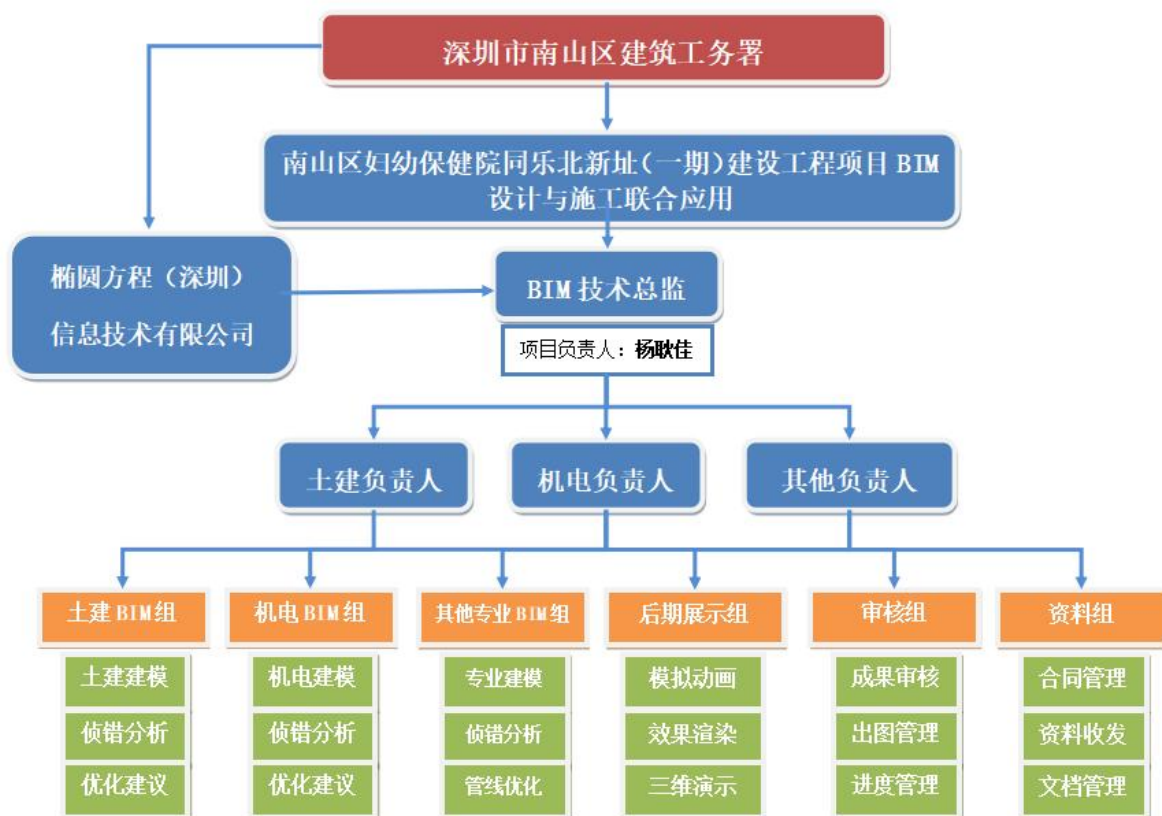 深圳市南山区建筑工务署
南山区妇幼保健院同乐北新址（一期）建设工程项目 BIM
设计与施工联合应用
椭圆方程（深圳）
信息技术有限公司
BIM 技术总监
项目负责人：杨耿佳
土建负责人
机电负责人
其他负责人
土建 BIM 组
机电 BIM 组
其他专业 BIM 组
后期展示组
审核组
资料组
土建建模
机电建模
专业建模
模拟动画
成果审核
合同管理
侦错分析
侦错分析
侦错分析
效果渲染
出图管理
资料收发
优化建议
优化建议
管线优化
三维演示
进度管理
文档管理